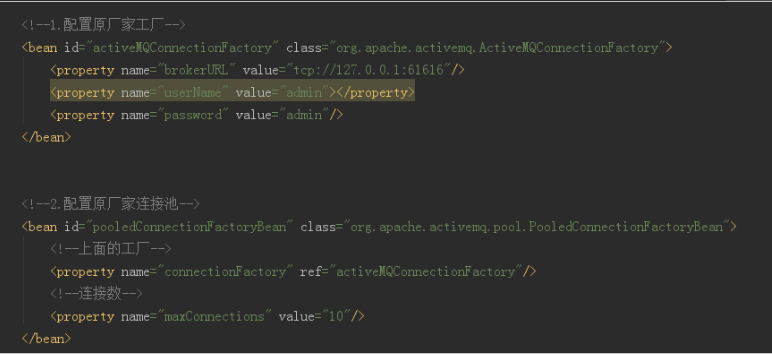 <!--1.配置原厂家工厂-->
<bean id="activeMQConnectionFactory" class="org.apache.activemq.ActiveMQConnectionFactory">
<property name="brokerURL" value="tcp://127.0.0.1:61616"/>
<property name="userName" value="admin"></property>
<property name="password" value="admin"/>
</bean>
<!--2.配置原厂家连接池-->
<bean id="pooledConnectionFactoryBean" class="org.apache.activemq.pool.PooledConnectionFactoryBean">
<!--上面的工厂-->
<property name="connectionFactory" ref="activeMQConnectionFactory"/>
<!--连接数-->
<property name="maxConnections" value="10"/>
</bean>